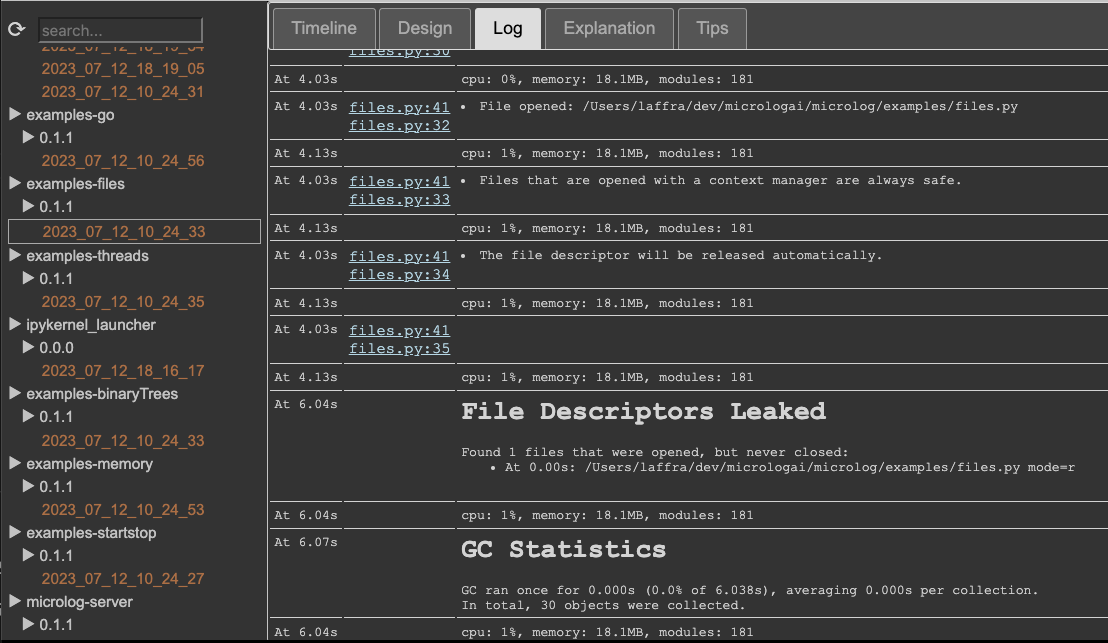 ⟳ search...
2023_07_12_18_19_54
2023_07_12_18_19_05
2023_07_12_10_24_31
▶ examples-go
▶ 0.1.1
2023_07_12_10_24_56
▶ examples-files
▶ 0.1.1
2023_07_12_10_24_33
▶ examples-threads
▶ 0.1.1
2023_07_12_10_24_35
▶ ipykernel_launcher
▶ 0.0.0
2023_07_12_18_16_17
▶ examples-binaryTrees
▶ 0.1.1
2023_07_12_10_24_33
▶ examples-memory
▶ 0.1.1
2023_07_12_10_24_53
▶ examples-startstop
▶ 0.1.1
2023_07_12_10_24_27
▶ microlog-server
▶ 0.1.1
Timeline Design Log Explanation Tips
files.py:30
At 4.03s cpu: 0%, memory: 18.1MB, modules: 181
At 4.03s files.py:41 • File opened: /Users/laffra/dev/micrologai/microlog/examples/files.py
files.py:32
At 4.13s cpu: 1%, memory: 18.1MB, modules: 181
At 4.03s files.py:41 • Files that are opened with a context manager are always safe.
files.py:33
At 4.13s cpu: 1%, memory: 18.1MB, modules: 181
At 4.03s files.py:41 • The file descriptor will be released automatically.
files.py:34
At 4.13s cpu: 1%, memory: 18.1MB, modules: 181
At 4.03s files.py:41
files.py:35
At 4.13s cpu: 1%, memory: 18.1MB, modules: 181
At 6.04s File Descriptors Leaked
Found 1 files that were opened, but never closed:
• At 0.00s: /Users/laffra/dev/micrologai/microlog/examples/files.py mode=r
At 6.04s cpu: 1%, memory: 18.1MB, modules: 181
At 6.07s GC Statistics
GC ran once for 0.000s (0.0% of 6.038s), averaging 0.000s per collection.
In total, 30 objects were collected.
At 6.04s cpu: 1%, memory: 18.1MB, modules: 181